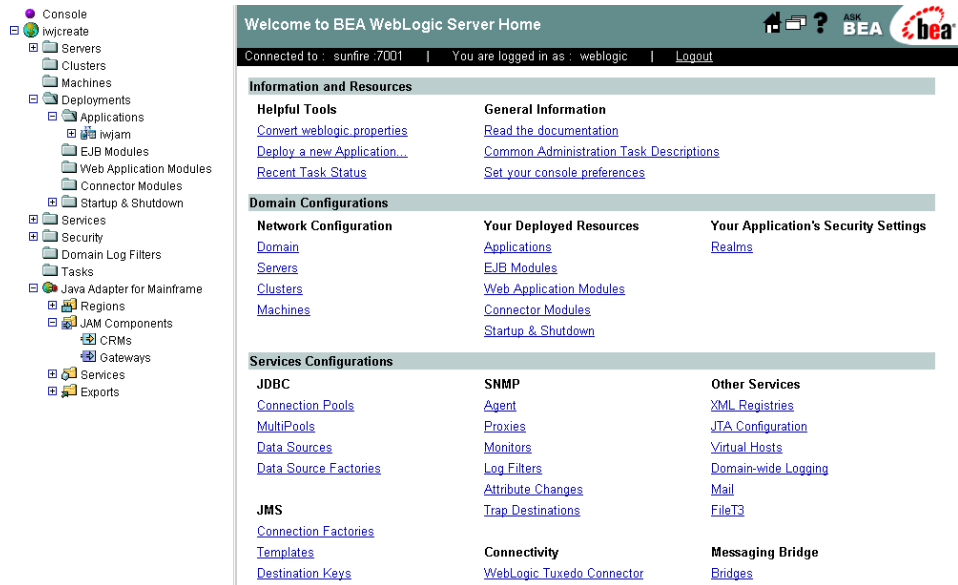 Console
iwjcreate
Servers
Clusters
Machines
Deployments
Applications
iwjam
EJB Modules
Web Application Modules
Connector Modules
Startup & Shutdown
Services
Security
Domain Log Filters
Tasks
Java Adapter for Mainframe
Regions
JAM Components
CRMs
Gateways
Services
Exports
Welcome to BEA WebLogic Server Home
? ASK BEA bea
Connected to : sunfire :7001 | You are logged in as : weblogic | Logout
Information and Resources
Helpful Tools General Information
Convert weblogic.properties Read the documentation
Deploy a new Application... Common Administration Task Descriptions
Recent Task Status Set your console preferences
Domain Configurations
Network Configuration Your Deployed Resources Your Application's Security Settings
Domain Applications Realms
Servers EJB Modules
Clusters Web Application Modules
Machines Connector Modules
Startup & Shutdown
Services Configurations
JDBC SNMP Other Services
Connection Pools Agent XML Registries
MultiPools Proxies JTA Configuration
Data Sources Monitors Virtual Hosts
Data Source Factories Log Filters Domain-wide Logging
Attribute Changes Mail
JMS Trap Destinations FileT3
Connection Factories
Templates Connectivity Messaging Bridge
Destination Keys WebLogic Tuxedo Connector Bridges